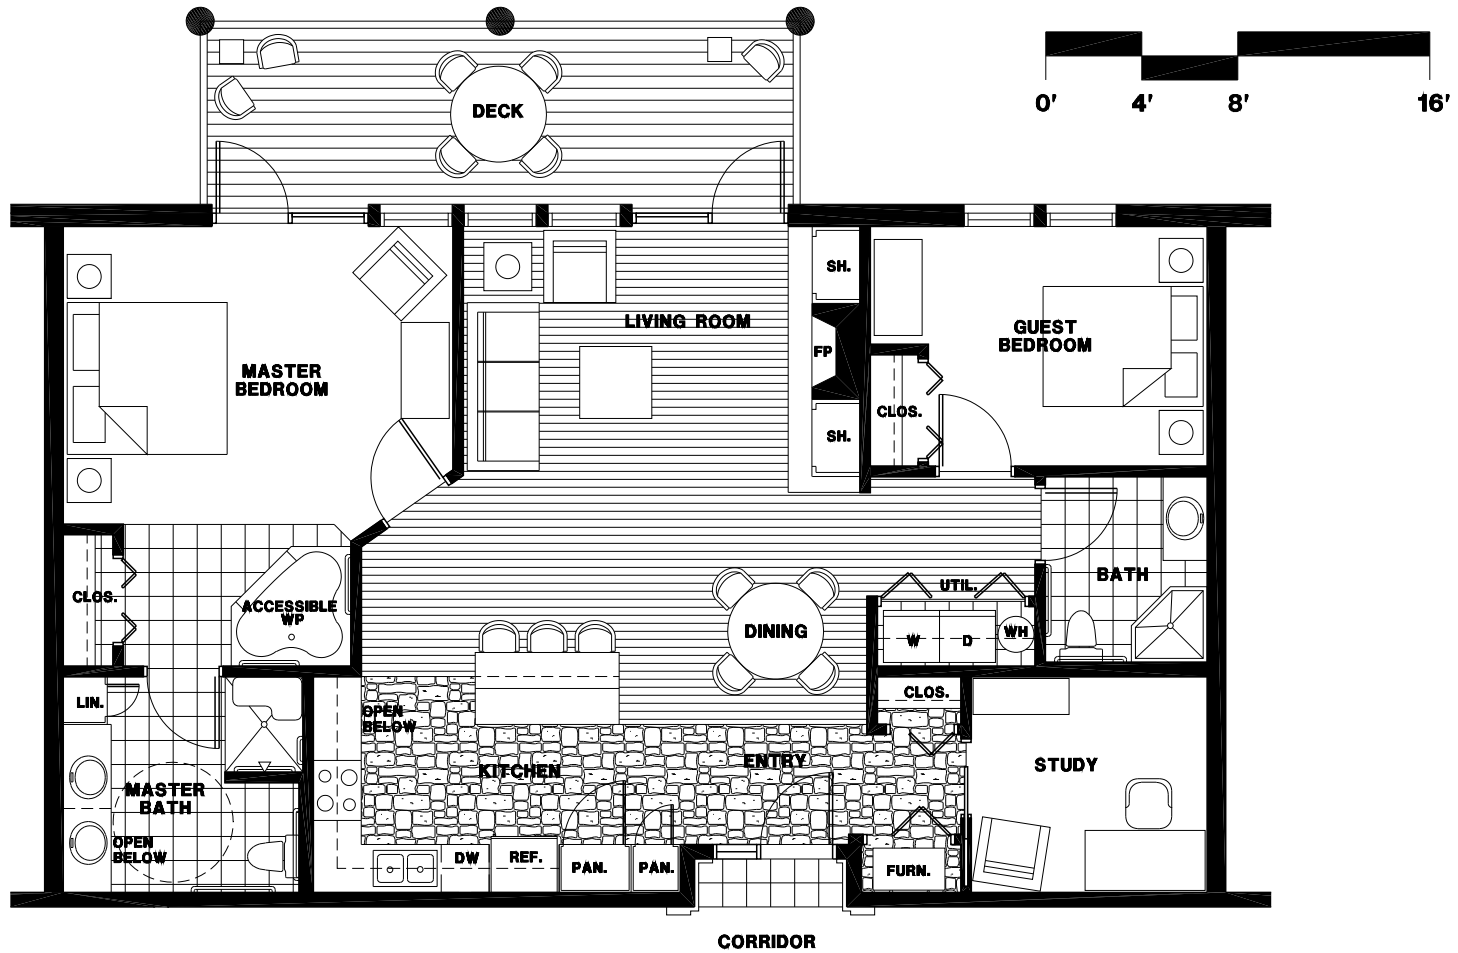 0' 4' 8' 16'
DECK
SH.
LIVING ROOM
GUEST
BEDROOM
FP
MASTER
BEDROOM
CLOS.
SH.
BATH
UTIL.
CLOS.
ACCESSIBLE
WP
DINING
W D WH
LIN.
CLOS.
OPEN
BELOW
KITCHEN
ENTRY
STUDY
MASTER
BATH
OPEN
BELOW
DW REF. PAN. PAN.
FURN.
CORRIDOR